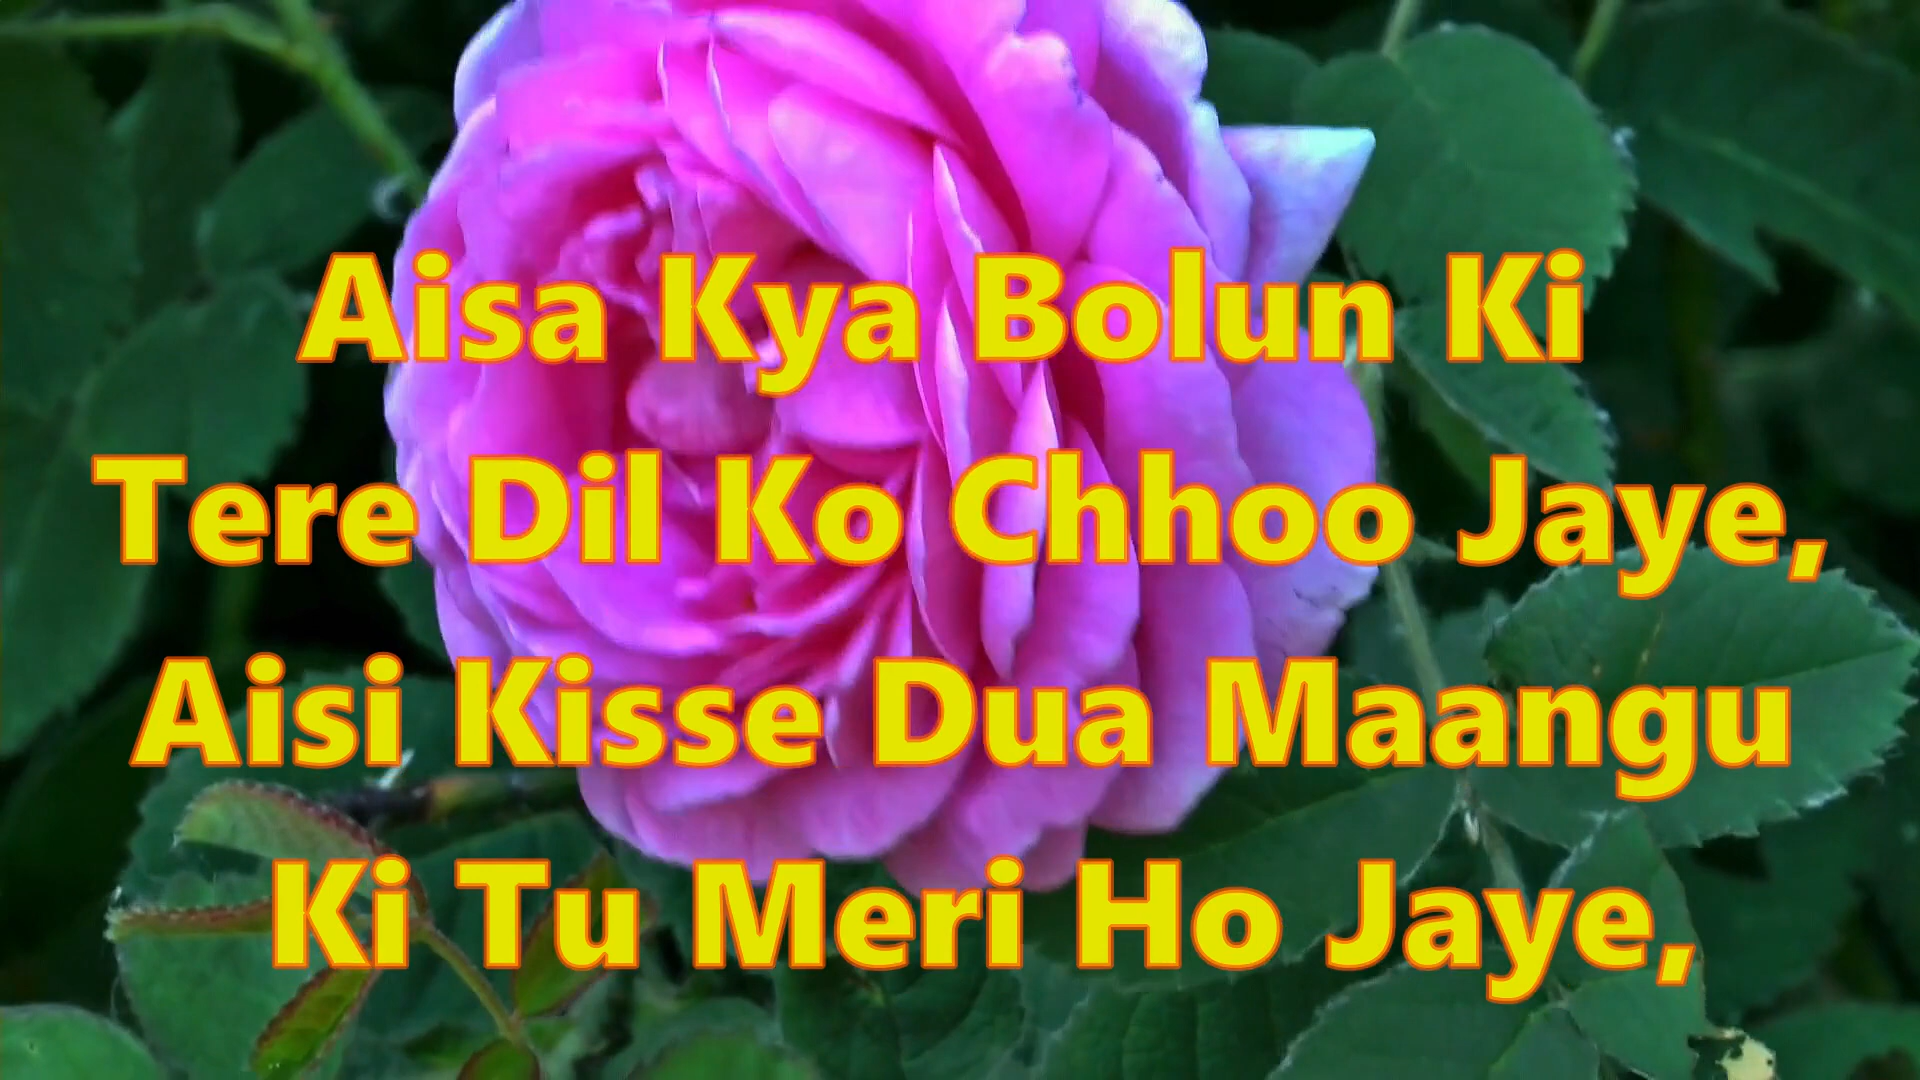 Aisa Kya Bolun Ki
Tere Dil Ko Chhoo Jaye,
Aisi Kisse Dua Maangu
Ki Tu Meri Ho Jaye,